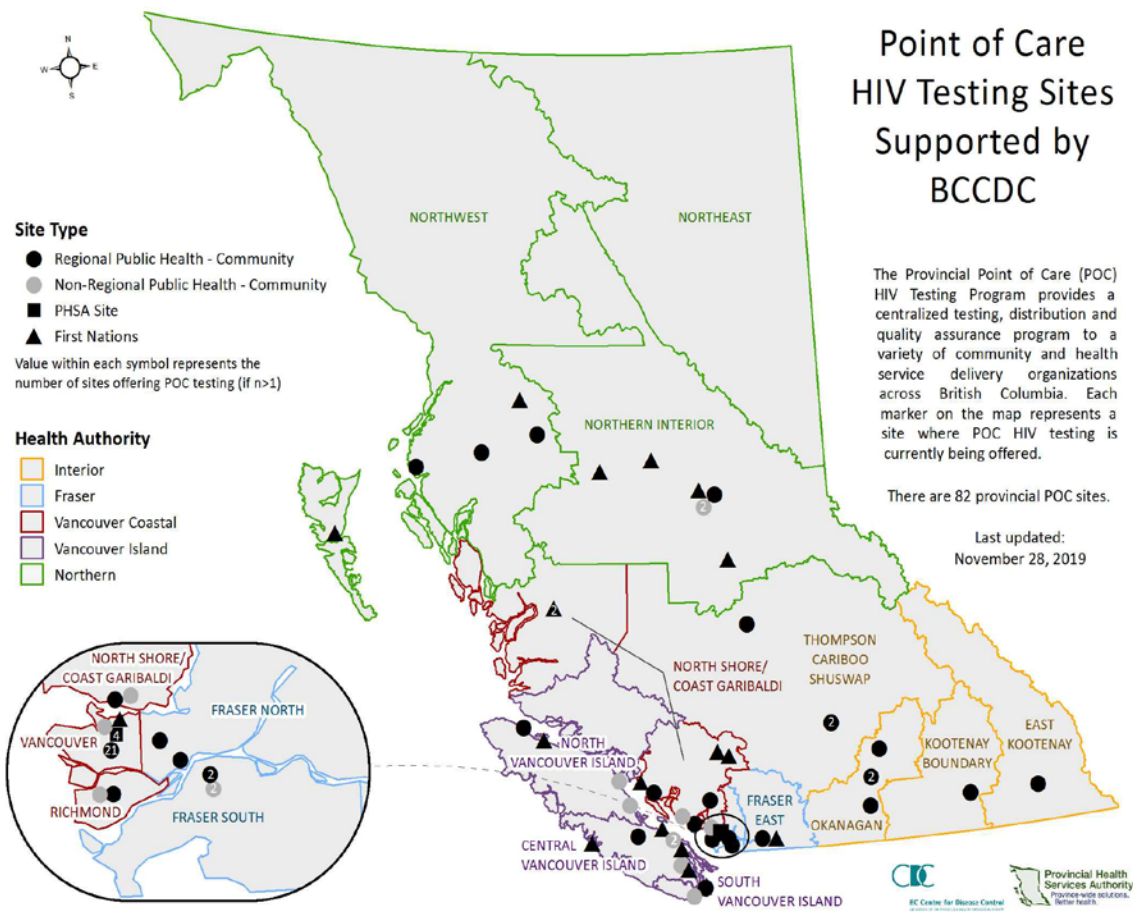 Point of Care
HIV Testing Sites
Supported by
BCCDC
N
W E
S
NORTHWEST
NORTHEAST
Site Type
Regional Public Health - Community
Non-Regional Public Health - Community
PHSA Site
First Nations
Value within each symbol represents the
number of sites offering POC testing (if n>1)
Health Authority
Interior
Fraser
Vancouver Coastal
Vancouver Island
Northern
The Provincial Point of Care (POC)
HIV Testing Program provides a
centralized testing, distribution and
quality assurance program to a
variety of community and health
service delivery organizations
across British Columbia. Each
marker on the map represents a
site where POC HIV testing is
currently being offered.
There are 82 provincial POC sites.
Last updated:
November 28, 2019
NORTHERN INTERIOR
2
2
THOMPSON
CARIBOO
SHUSWAP
NORTH SHORE/
COAST GARIBALDI
2
2
EAST
KOOTENAY
KOOTENAY
BOUNDARY
OKANAGAN
NORTH
VANCOUVER ISLAND
FRASER
EAST
2
CENTRAL
VANCOUVER ISLAND
SOUTH
VANCOUVER ISLAND
NORTH SHORE/
COAST GARIBALDI
FRASER NORTH
VANCOUVER
4
21
2
2
RICHMOND
FRASER SOUTH
CDC
BC Centre for Disease Control
Provincial Health
Services Authority
Province-wide solutions.
Better health.